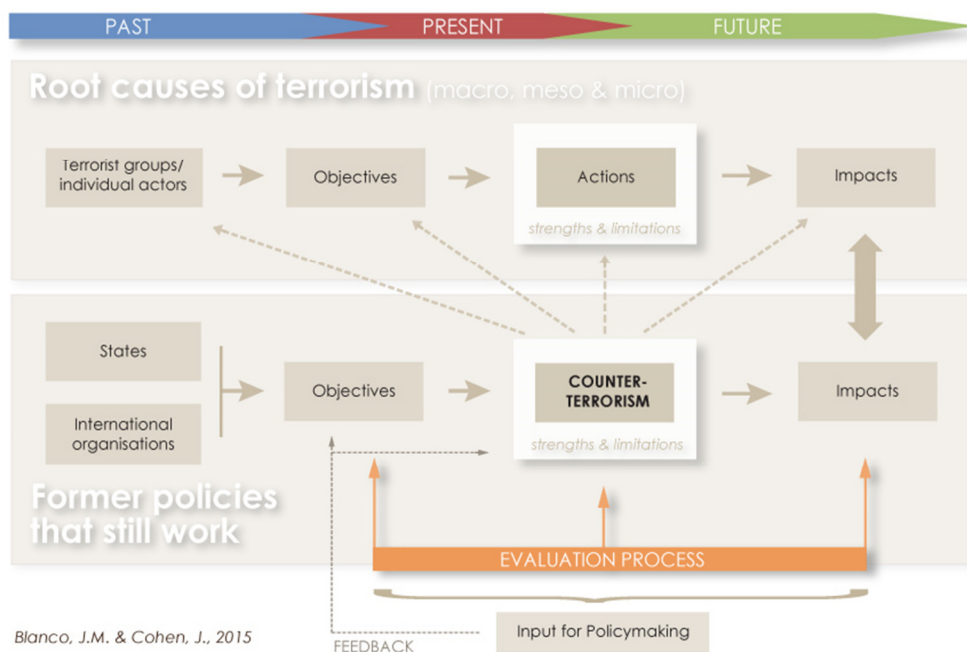 PAST PRESENT FUTURE
Root causes of terrorism (macro, meso & micro)
Terrorist groups/
individual actors
Objectives
Actions
Impacts
strengths & limitations
States
International
organisations
Objectives
COUNTER-
TERRORISM
Impacts
strengths & limitations
Former policies
that still work
EVALUATION PROCESS
Input for Policymaking
FEEDBACK
Blanco, J.M. & Cohen, J., 2015